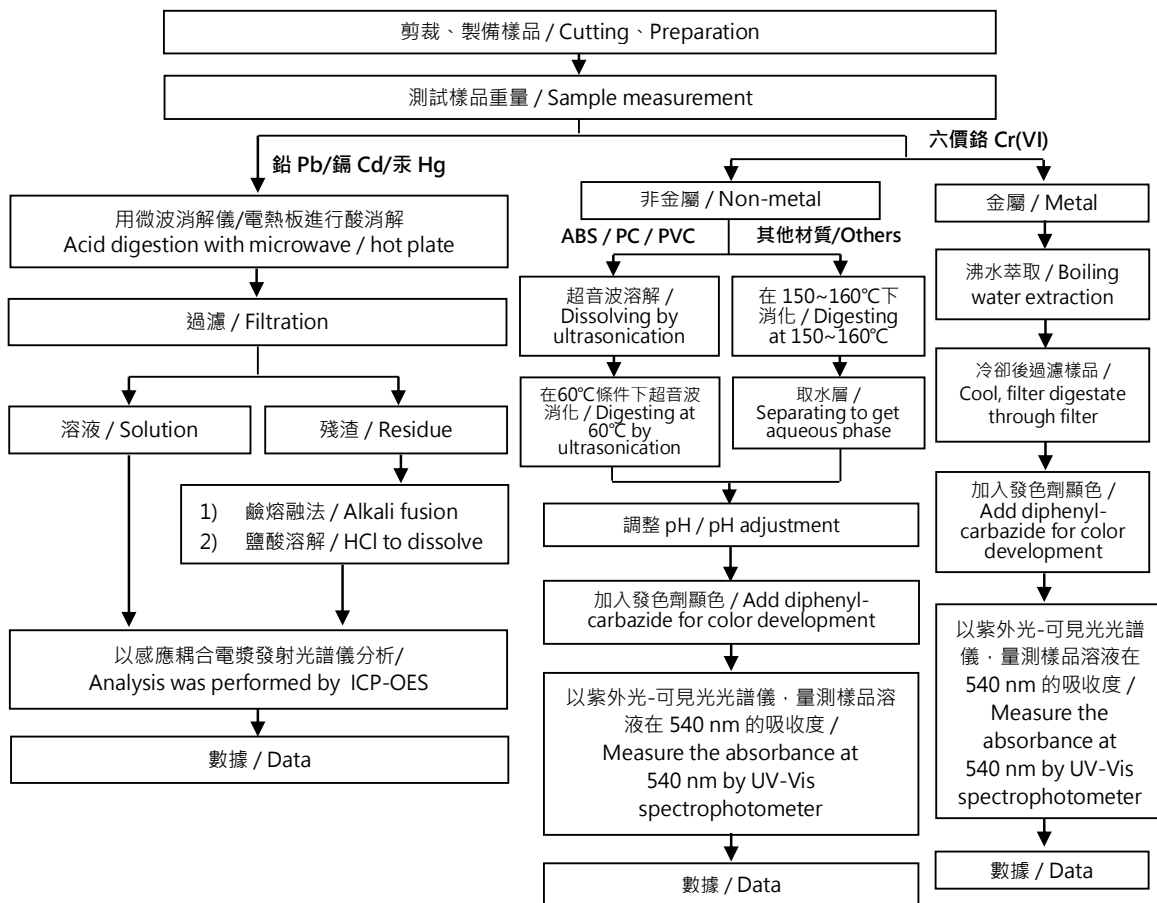 剪裁、製備樣品 / Cutting、Preparation
測試樣品重量 / Sample measurement
鉛 Pb/鎘 Cd/汞 Hg
用微波消解儀/電熱板進行酸消解
Acid digestion with microwave / hot plate
過濾 / Filtration
溶液 / Solution
殘渣 / Residue
1) 鹼熔融法 / Alkali fusion
2) 鹽酸溶解 / HCl to dissolve
以感應耦合電漿發射光譜儀分析/
Analysis was performed by ICP-OES
數據 / Data
六價鉻 Cr(VI)
非金屬 / Non-metal
ABS / PC / PVC
超音波溶解 /
Dissolving by
ultrasonication
在60℃條件下超音波
消化 / Digesting at
60℃ by
ultrasonication
其他材質/Others
在 150~160℃下
消化 / Digesting
at 150~160℃
取水層 /
Separating to get
aqueous phase
調整 pH / pH adjustment
加入發色劑顯色 / Add diphenyl-
carbazide for color development
以紫外光-可見光光譜儀，量測樣品溶
液在 540 nm 的吸收度 /
Measure the absorbance at
540 nm by UV-Vis
spectrophotometer
數據 / Data
金屬 / Metal
沸水萃取 / Boiling
water extraction
冷卻後過濾樣品 /
Cool, filter digestate
through filter
加入發色劑顯色 /
Add diphenyl-
carbazide for color
development
以紫外光-可見光光譜
儀，量測樣品溶液在
540 nm 的吸收度 /
Measure the
absorbance at
540 nm by UV-Vis
spectrophotometer
數據 / Data